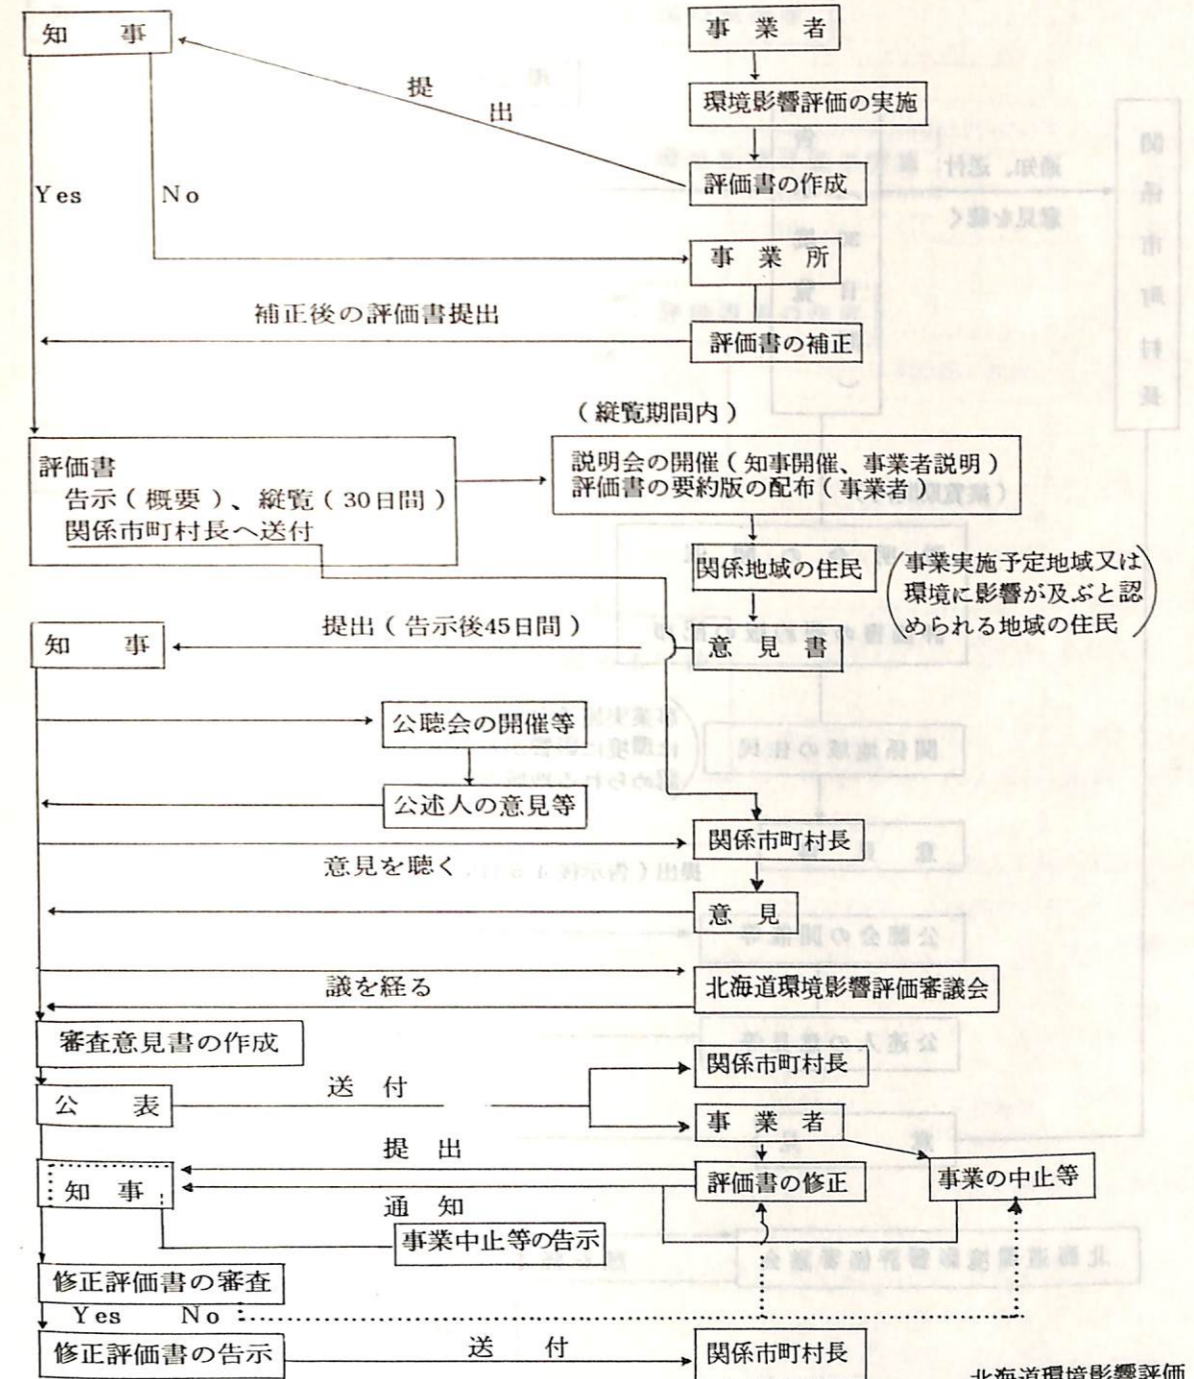 知　事
事　業　者
提　出
環境影響評価の実施
評価書の作成
Yes
No
事　業　所
補正後の評価書提出
評価書の補正
（縦覧期間内）
評価書
告示（概要）、縦覧（30日間）
関係市町村長へ送付
説明会の開催（知事開催、事業者説明）
評価書の要約版の配布（事業者）
関係地域の住民
（事業実施予定地域又は
環境に影響が及ぶと認
められる地域の住民）
知　事
提出（告示後45日間）
意　見　書
公聴会の開催等
公述人の意見等
関係市町村長
意見を聴く
意　見
議を経る
北海道環境影響評価審議会
審査意見書の作成
公　表
送　付
関係市町村長
事　業　者
提　出
知　事
通　知
評価書の修正
事業の中止等
事業中止等の告示
修正評価書の審査
Yes
No
修正評価書の告示
送　付
関係市町村長
北海道環境影響評価